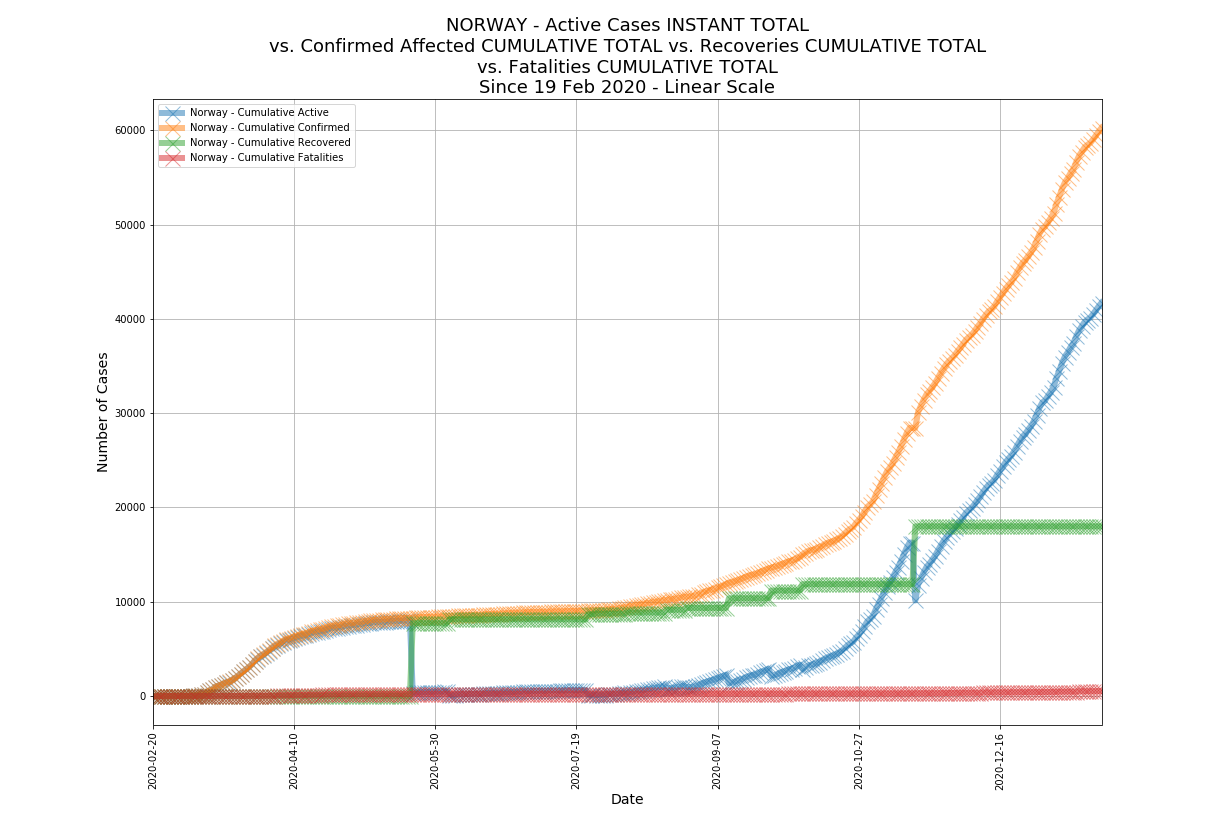 NORWAY - Active Cases INSTANT TOTAL
vs. Confirmed Affected CUMULATIVE TOTAL vs. Recoveries CUMULATIVE TOTAL
vs. Fatalities CUMULATIVE TOTAL
Since 19 Feb 2020 - Linear Scale
Norway - Cumulative Active
Norway - Cumulative Confirmed
Norway - Cumulative Recovered
Norway - Cumulative Fatalities
60000
50000
40000
30000
20000
10000
0
Number of Cases
2020-02-20
2020-04-10
2020-05-30
2020-07-19
2020-09-07
2020-10-27
2020-12-16
Date